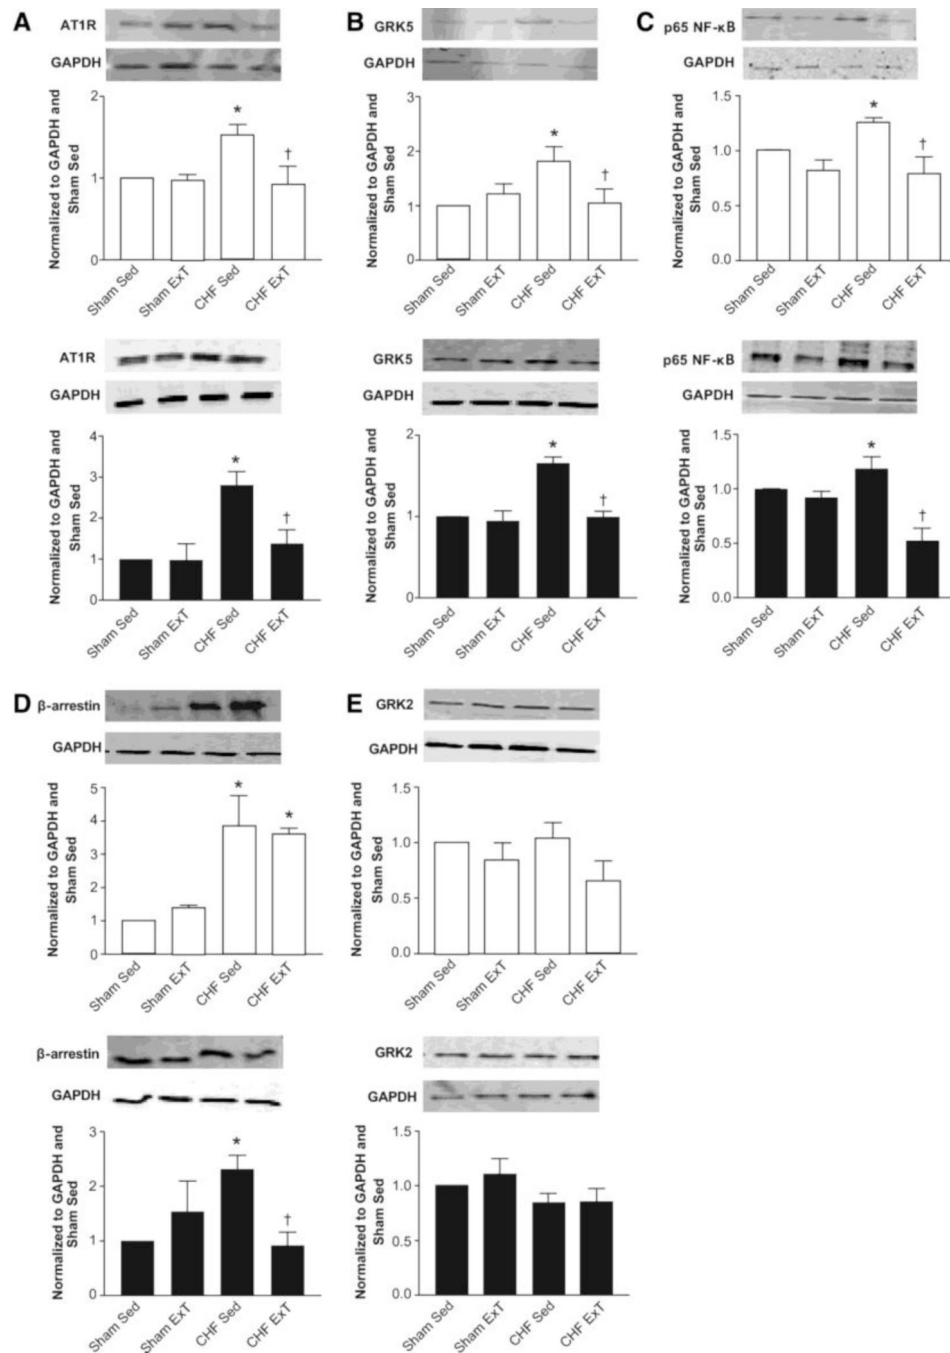 A
AT1R
GAPDH
Normalized to GAPDH and
Sham Sed
2
1
0
*
†
Sham Sed
Sham ExT
CHF Sed
CHF ExT
AT1R
GAPDH
Normalized to GAPDH and
Sham Sed
4
3
2
1
0
*
†
Sham Sed
Sham ExT
CHF Sed
CHF ExT
B
GRK5
GAPDH
Normalized to GAPDH and
Sham Sed
3
2
1
0
*
†
Sham Sed
Sham ExT
CHF Sed
CHF ExT
GRK5
GAPDH
Normalized to GAPDH and
Sham Sed
2
1
0
*
†
Sham Sed
Sham ExT
CHF Sed
CHF ExT
C
p65 NF-κB
GAPDH
Normalized to GAPDH and
Sham Sed
1.5
1.0
0.5
0.0
*
†
Sham Sed
Sham ExT
CHF Sed
CHF ExT
p65 NF-κB
GAPDH
Normalized to GAPDH and
Sham Sed
1.5
1.0
0.5
0.0
*
†
Sham Sed
Sham ExT
CHF Sed
CHF ExT
D
β-arrestin
GAPDH
Normalized to GAPDH and
Sham Sed
5
4
3
2
1
0
*
*
Sham Sed
Sham ExT
CHF Sed
CHF ExT
β-arrestin
GAPDH
Normalized to GAPDH and
Sham Sed
3
2
1
0
*
†
Sham Sed
Sham ExT
CHF Sed
CHF ExT
E
GRK2
GAPDH
Normalized to GAPDH and
Sham Sed
1.5
1.0
0.5
0.0
Sham Sed
Sham ExT
CHF Sed
CHF ExT
GRK2
GAPDH
Normalized to GAPDH and
Sham Sed
1.5
1.0
0.5
0.0
Sham Sed
Sham ExT
CHF Sed
CHF ExT